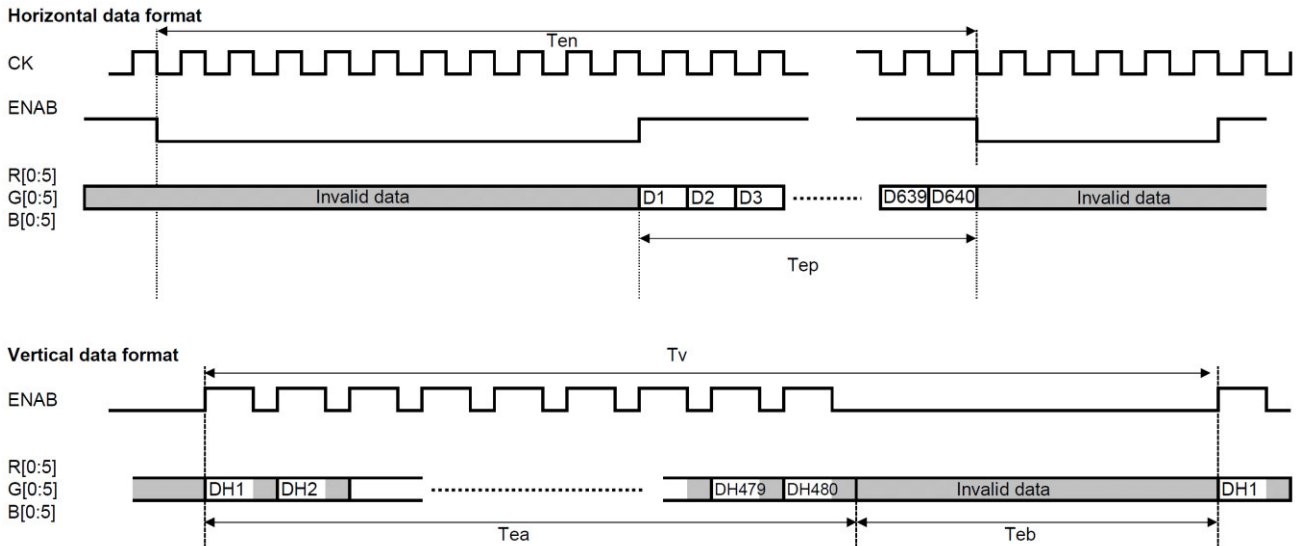 Horizontal data format
Ten
CK
ENAB
R[0:5]
G[0:5]
B[0:5]
Invalid data D1 D2 D3 D639 D640 Invalid data
Tep
Vertical data format
Tv
ENAB
R[0:5]
G[0:5]
B[0:5]
DH1 DH2 DH479 DH480 Invalid data DH1
Tea Teb